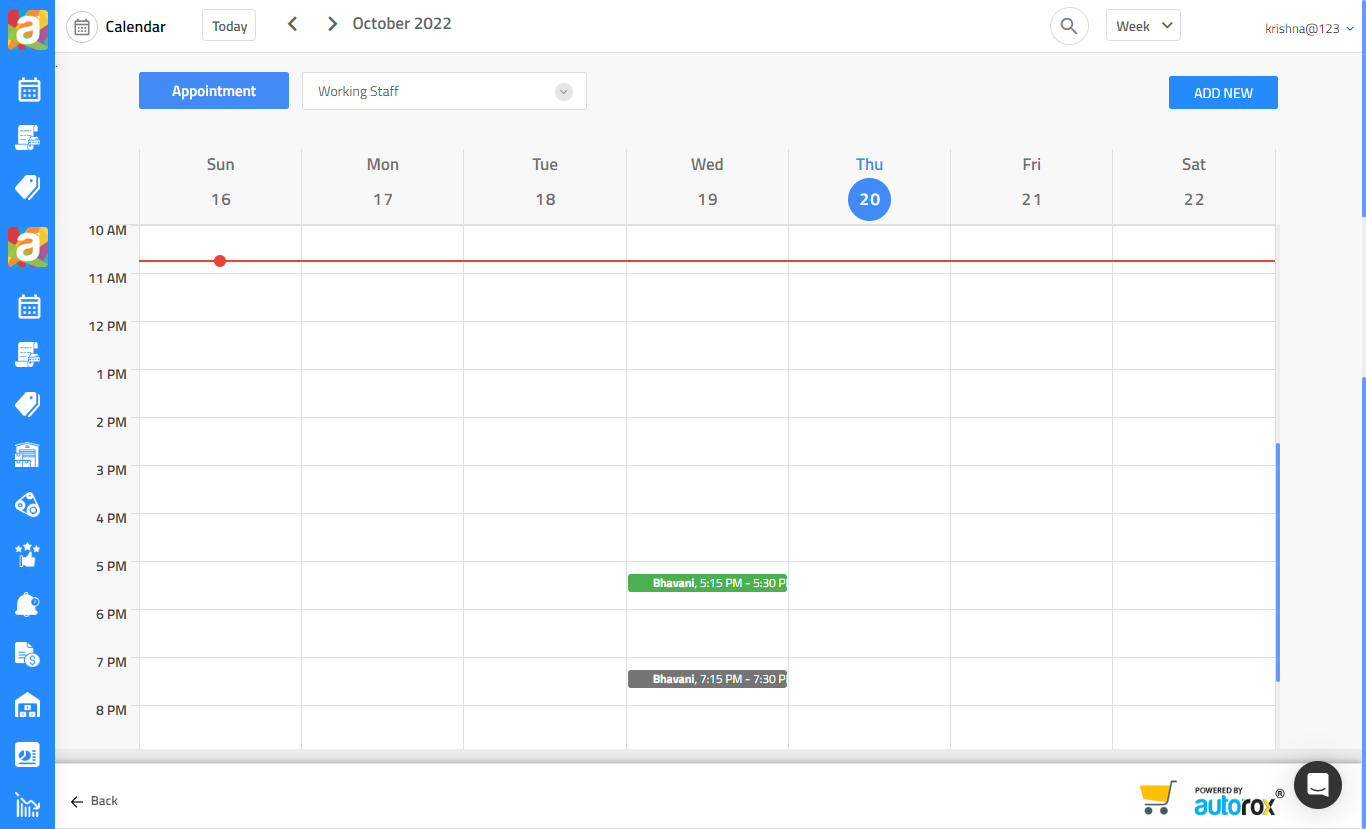 Calendar
Today
October 2022
Week
krishna@123
Appointment
Working Staff
ADD NEW
Sun Mon Tue Wed Thu Fri Sat
16 17 18 19 20 21 22
10 AM
11 AM
12 PM
1 PM
2 PM
3 PM
4 PM
5 PM
Bhavani, 5:15 PM - 5:30 P
6 PM
7 PM
Bhavani, 7:15 PM - 7:30 P
8 PM
Back
POWERED BY
autorox®